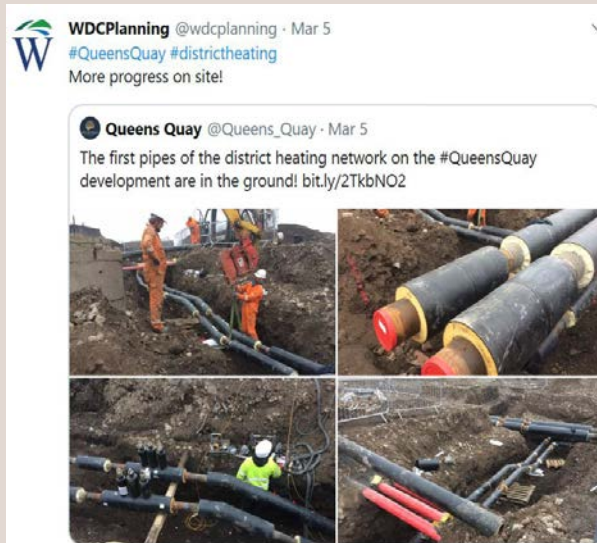 WDCPlanning @wdcplanning · Mar 5
#QueensQuay #districtheating
More progress on site!
Queens Quay @Queens_Quay · Mar 5
The first pipes of the district heating network on the #QueensQuay
development are in the ground! bit.ly/2TkbNO2